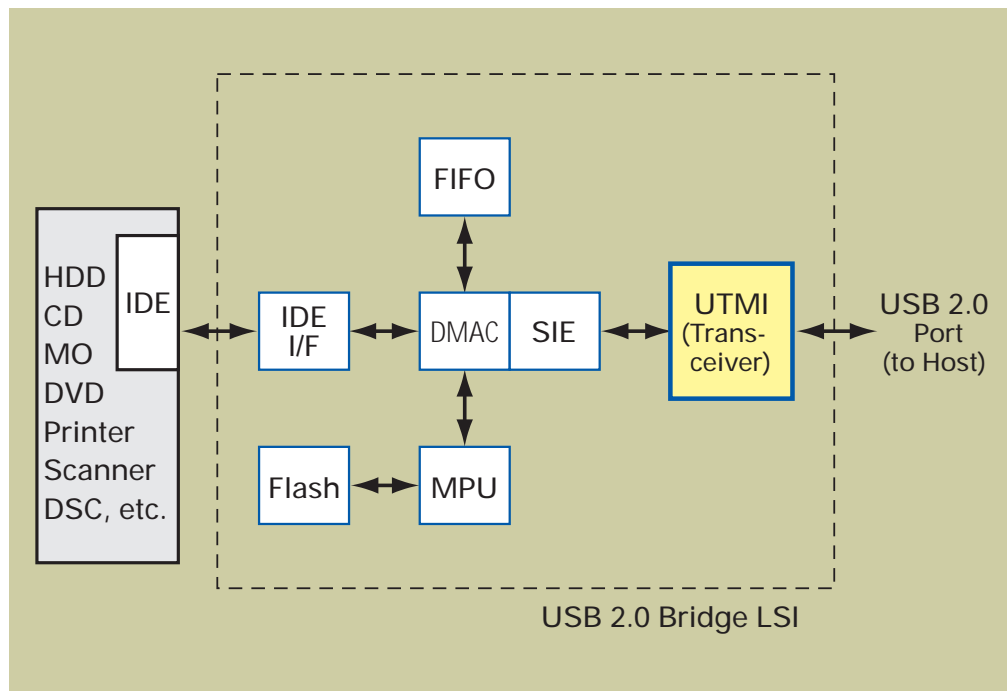 FIFO
HDD
CD
MO
DVD
Printer
Scanner
DSC, etc.
IDE
IDE
I/F
DMAC
SIE
UTMI
(Trans-
ceiver)
USB 2.0
Port
(to Host)
Flash
MPU
USB 2.0 Bridge LSI